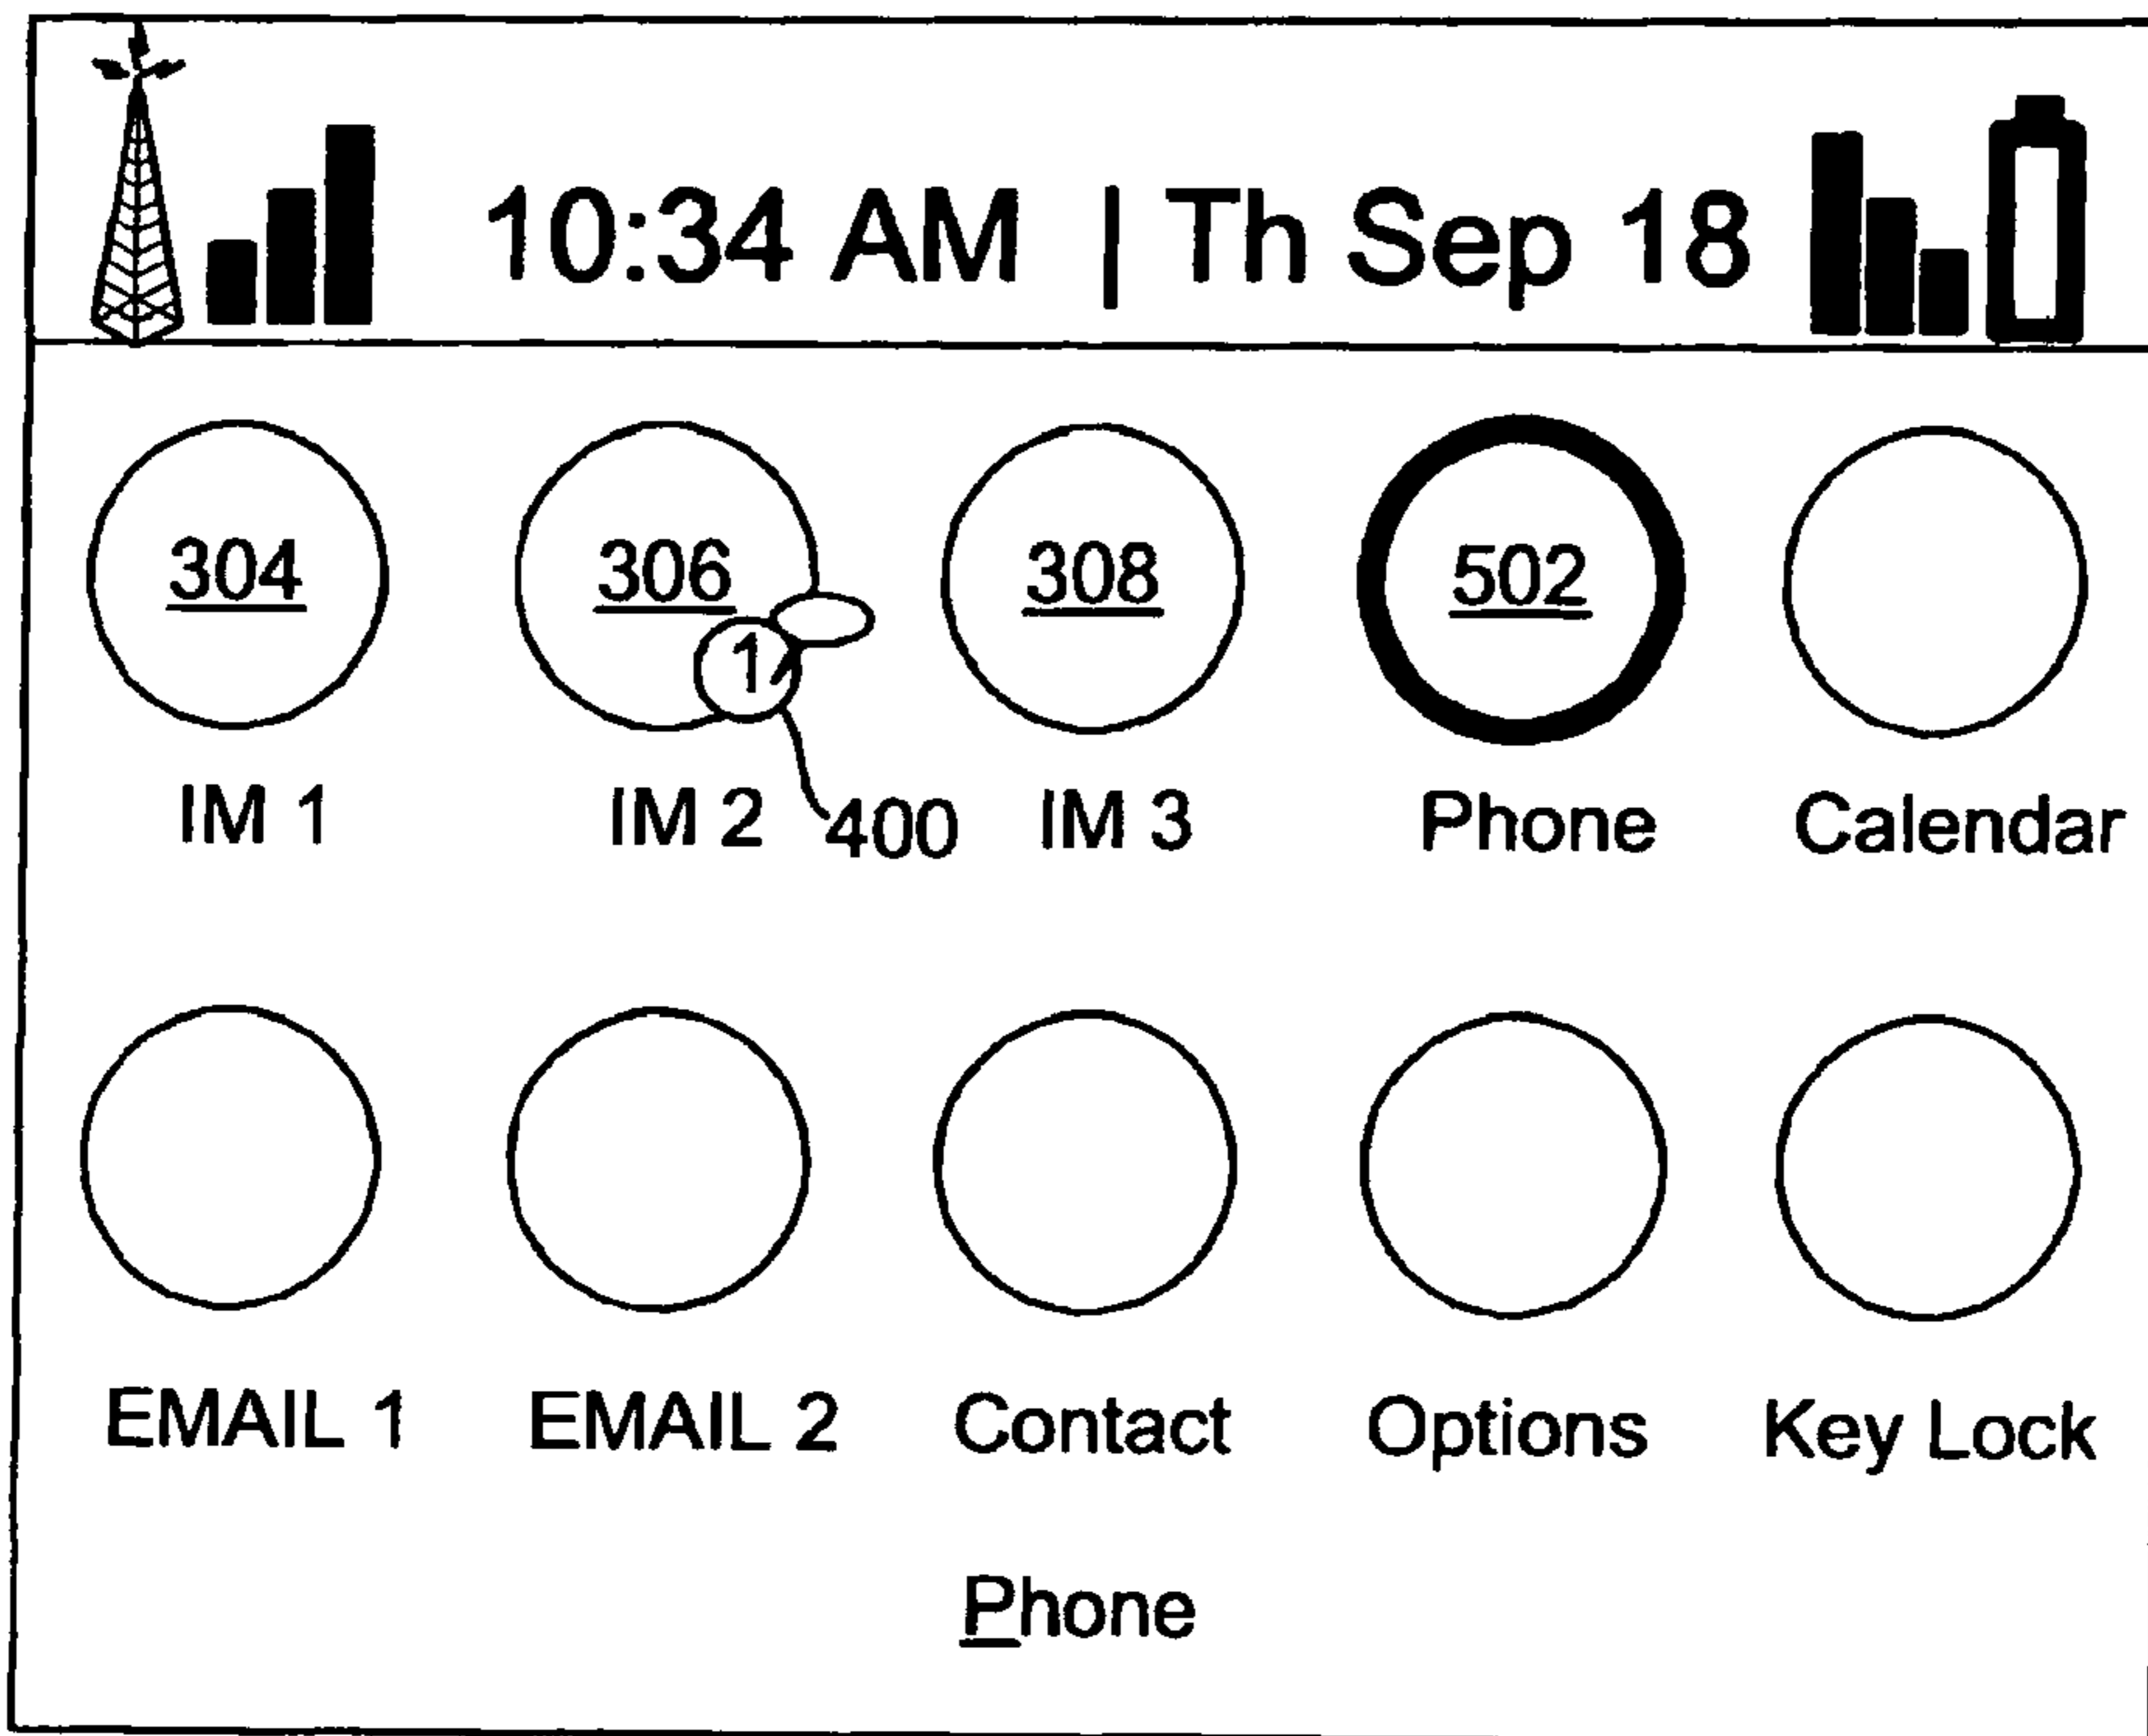 10:34 AM | Th Sep 18
304 306 308 502
1
IM 1 IM 2 400 IM 3 Phone Calendar
EMAIL 1 EMAIL 2 Contact Options Key Lock
Phone